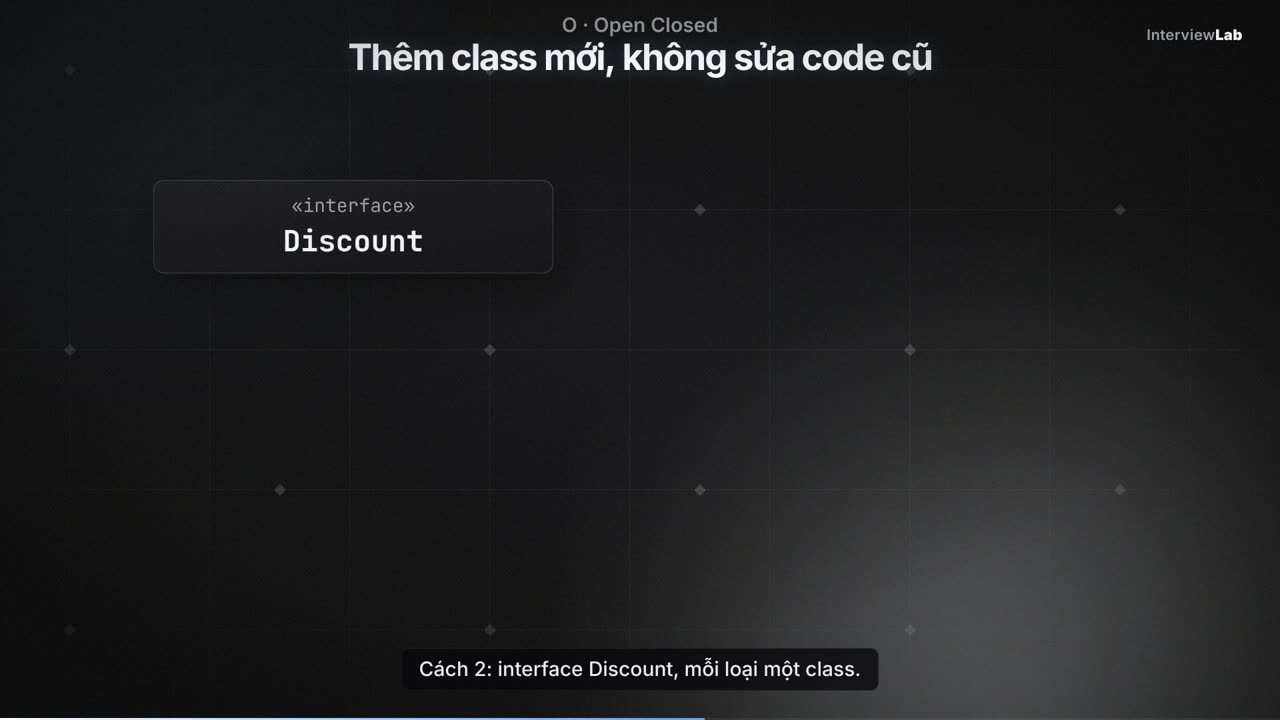 O · Open Closed
Thêm class mới, không sửa code cũ
InterviewLab
«interface»
Discount
Cách 2: interface Discount, mỗi loại một class.